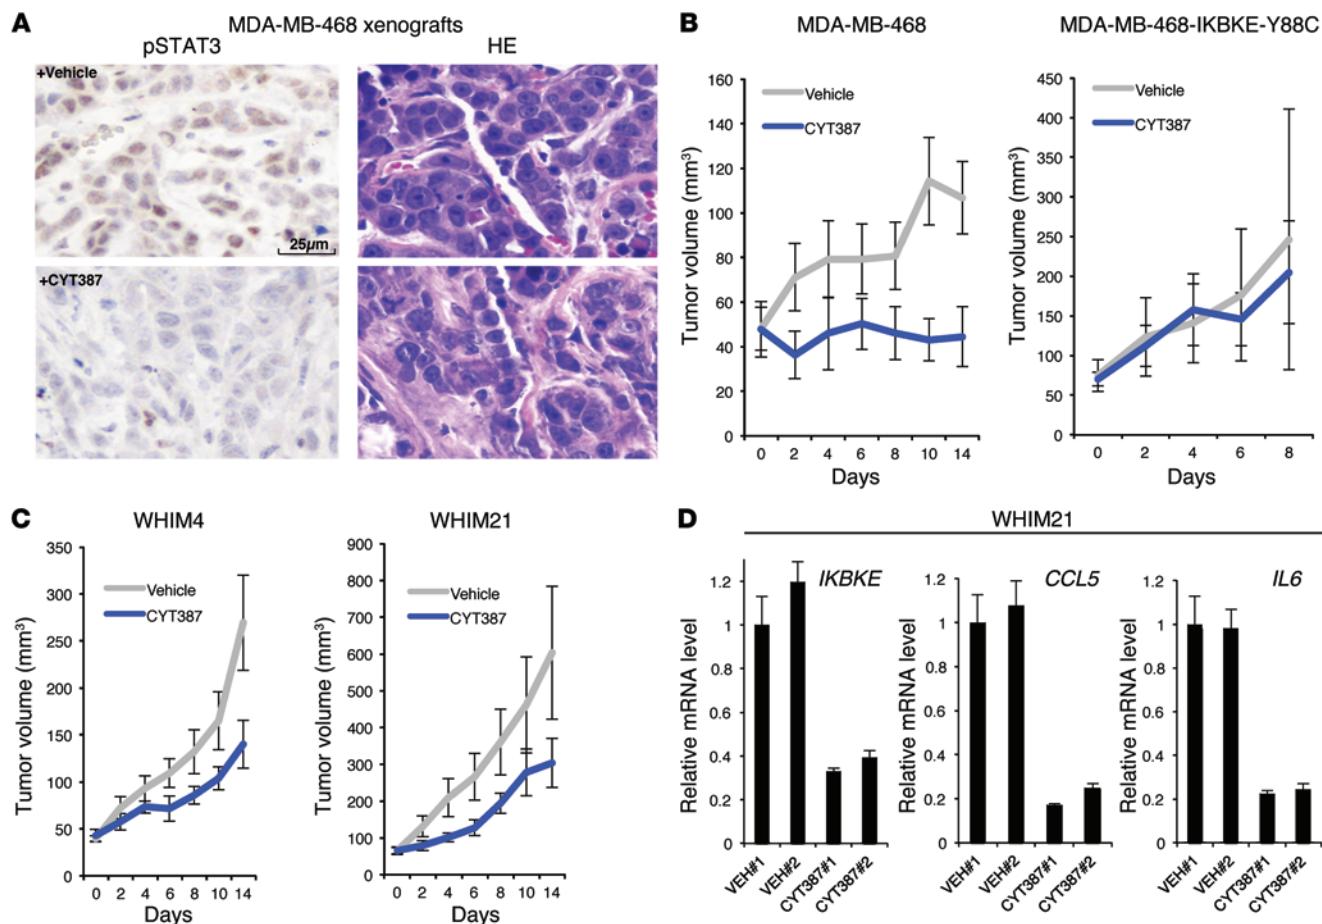 A
MDA-MB-468 xenografts
pSTAT3
HE
+Vehicle
25µm
+CYT387
B
MDA-MB-468
Tumor volume (mm³)
160
140
120
100
80
60
40
20
0
Vehicle
CYT387
0 2 4 6 8 10 14
Days
MDA-MB-468-IKBKE-Y88C
Tumor volume (mm³)
450
400
350
300
250
200
150
100
50
0
Vehicle
CYT387
0 2 4 6 8
Days
C
WHIM4
Tumor volume (mm³)
350
300
250
200
150
100
50
0
Vehicle
CYT387
0 2 4 6 8 10 14
Days
WHIM21
Tumor volume (mm³)
900
800
700
600
500
400
300
200
100
0
Vehicle
CYT387
0 2 4 6 8 10 14
Days
D
WHIM21
IKBKE
Relative mRNA level
1.2
1
0.8
0.6
0.4
0.2
0
VEH#1
VEH#2
CYT387#1
CYT387#2
CCL5
Relative mRNA level
1.2
1
0.8
0.6
0.4
0.2
0
VEH#1
VEH#2
CYT387#1
CYT387#2
IL6
Relative mRNA level
1.2
1
0.8
0.6
0.4
0.2
0
VEH#1
VEH#2
CYT387#1
CYT387#2